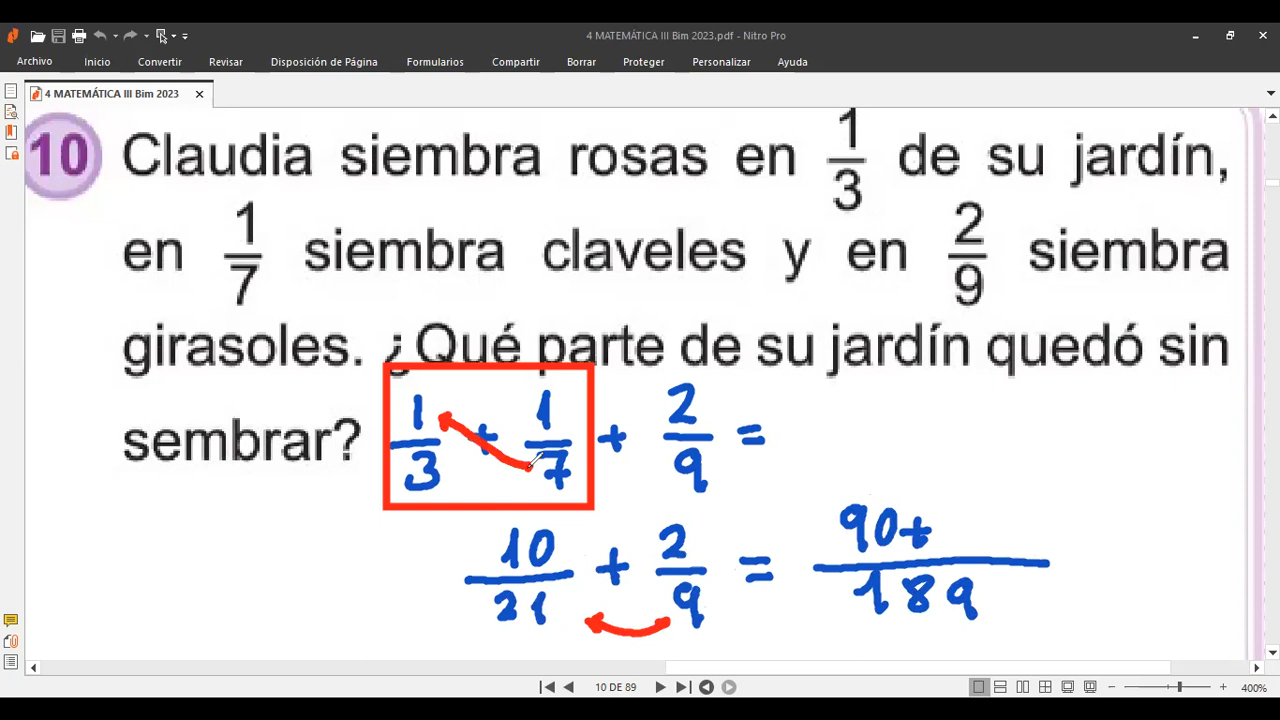 4 MATEMÁTICA III Bim 2023.pdf - Nitro Pro
Archivo Inicio Convertir Revisar Disposición de Página Formularios Compartir Borrar Proteger Personalizar Ayuda
4 MATEMÁTICA III Bim 2023
10 Claudia siembra rosas en 1/3 de su jardín,
en 1/7 siembra claveles y en 2/9 siembra
girasoles. ¿Qué parte de su jardín quedó sin
sembrar?
1/3 + 1/7 + 2/9 =
10/21 + 2/9 = 90+/189
10 DE 89
400%